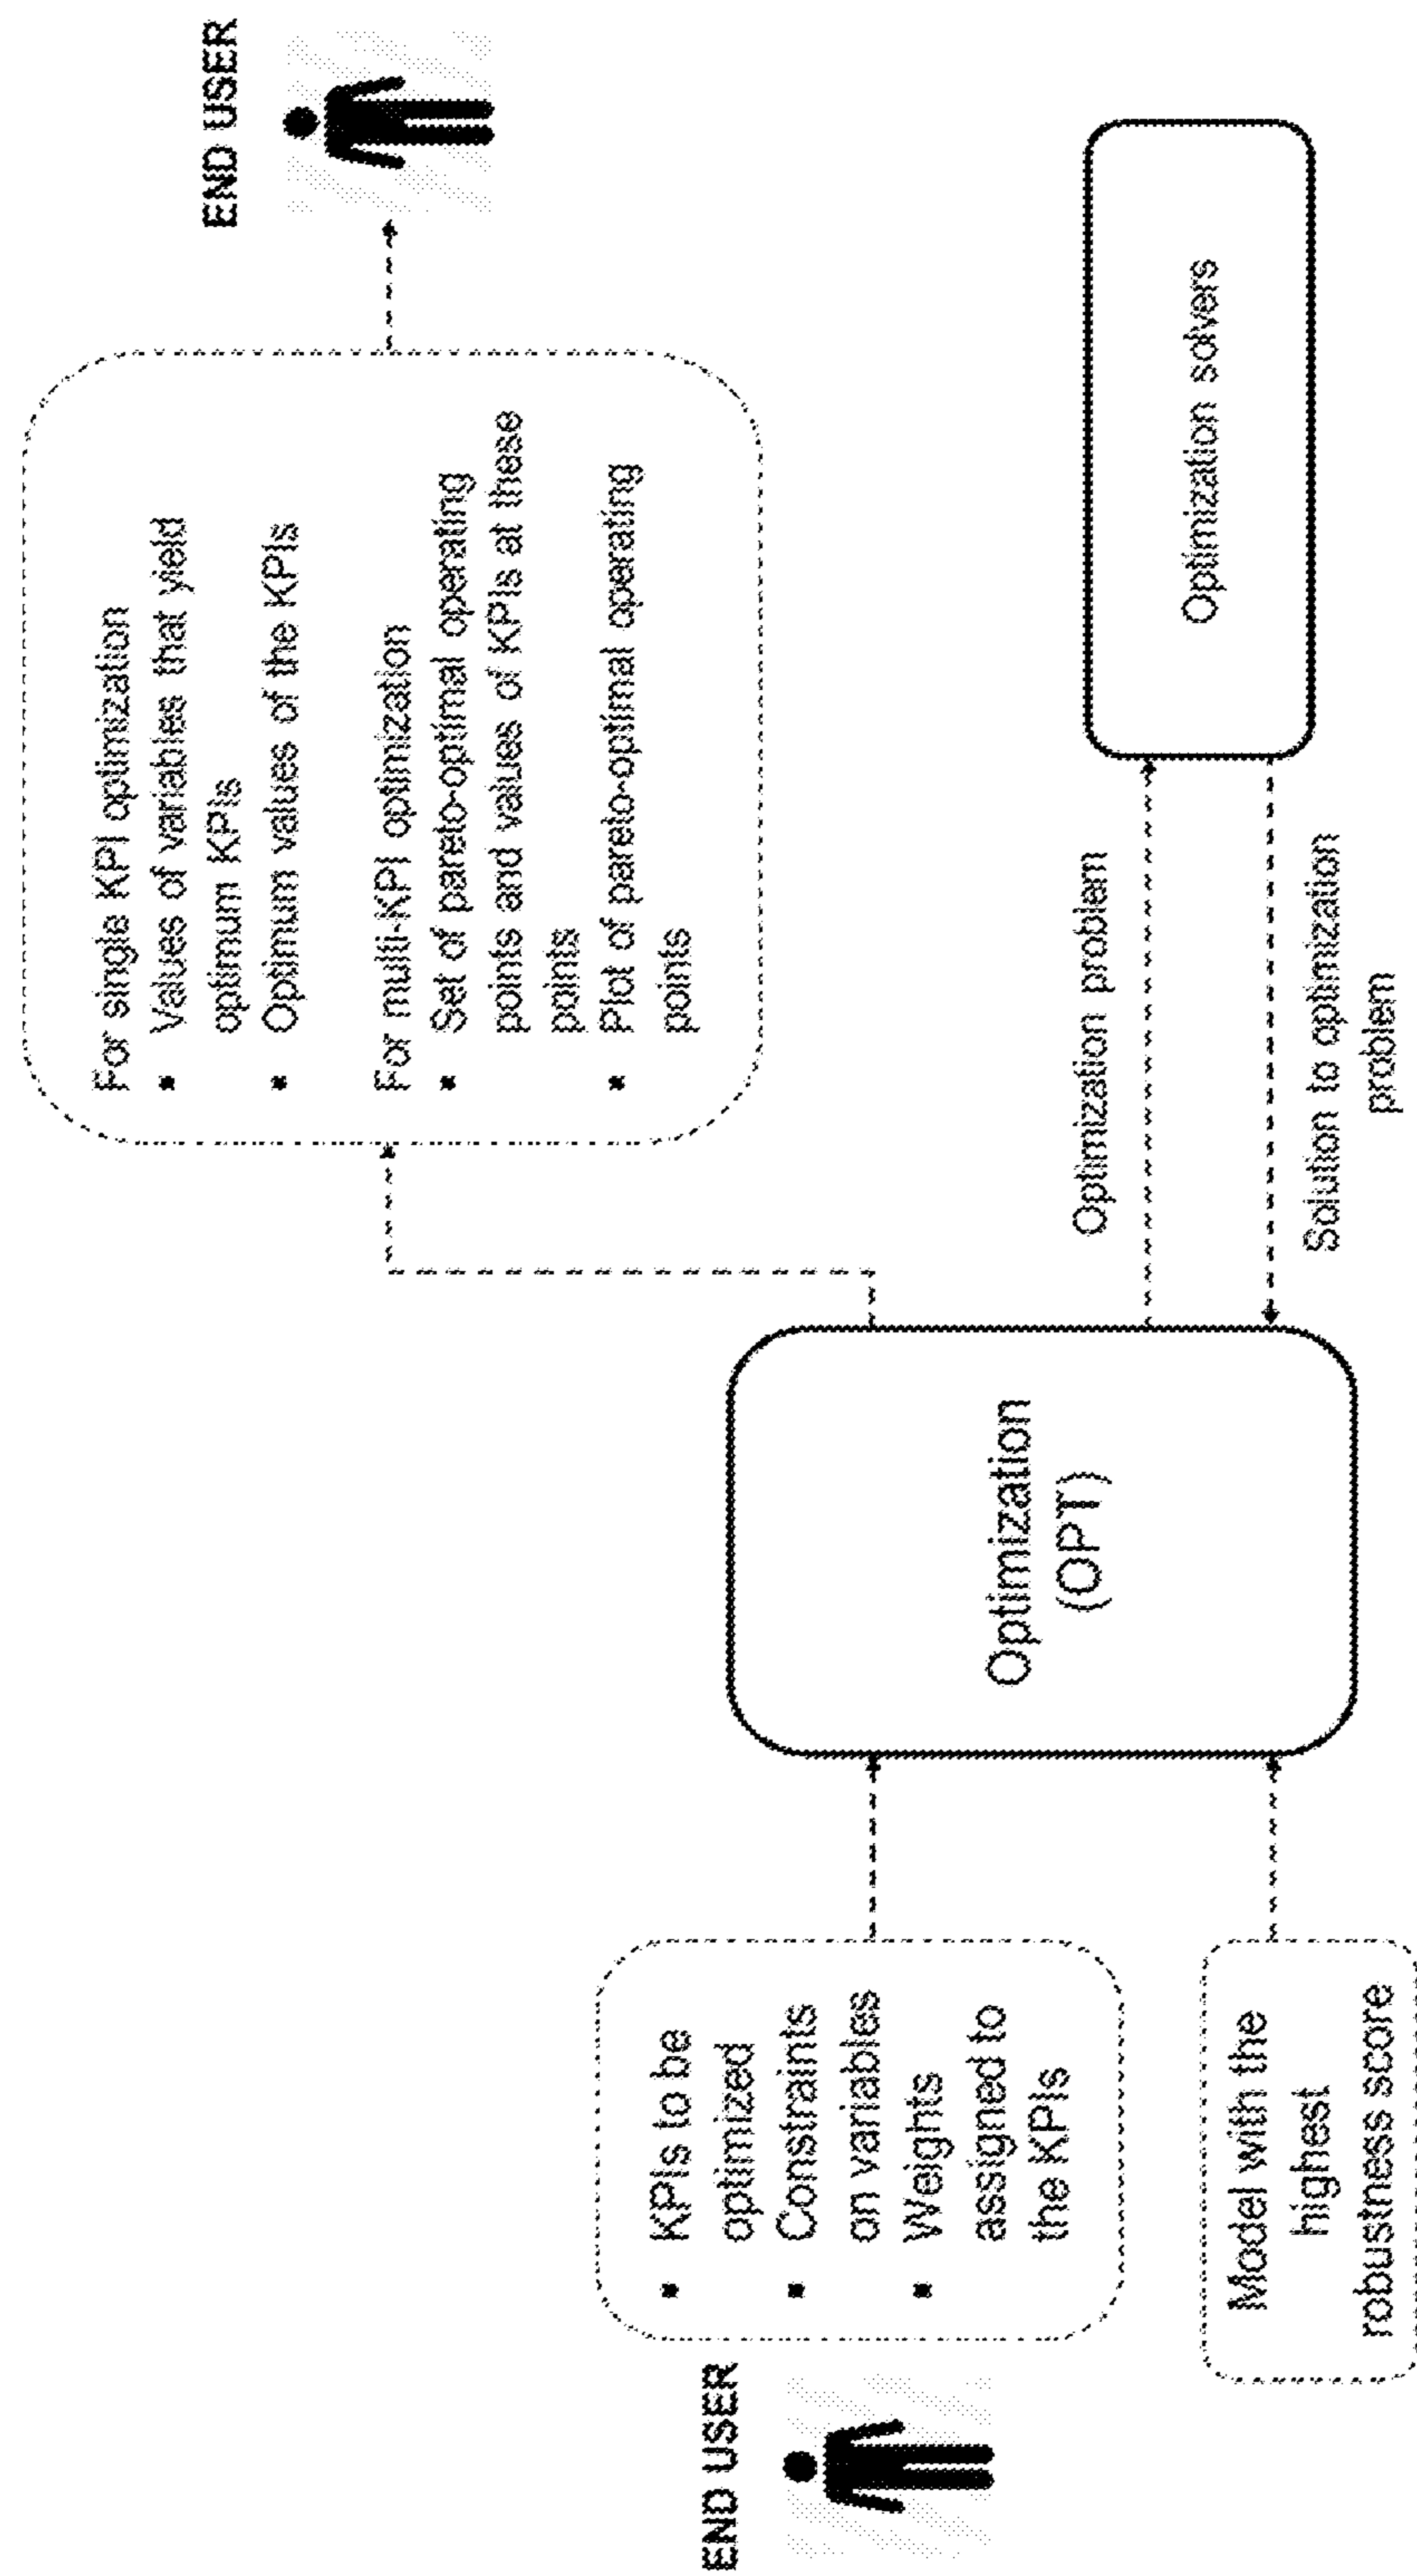 END USER
▪ KPIs to be
optimized
▪ Constraints
on variables
▪ Weights
assigned to
the KPIs
Model with the
highest
robustness score
Optimization
(OPT)
For single KPI optimization
▪ Values of variables that yield
optimum KPIs
▪ Optimum values of the KPIs
For multi-KPI optimization
▪ Set of pareto-optimal operating
points and values of KPIs at these
points
▪ Plot of pareto-optimal operating
points
END USER
Optimization problem
Solution to optimization
problem
Optimization solvers